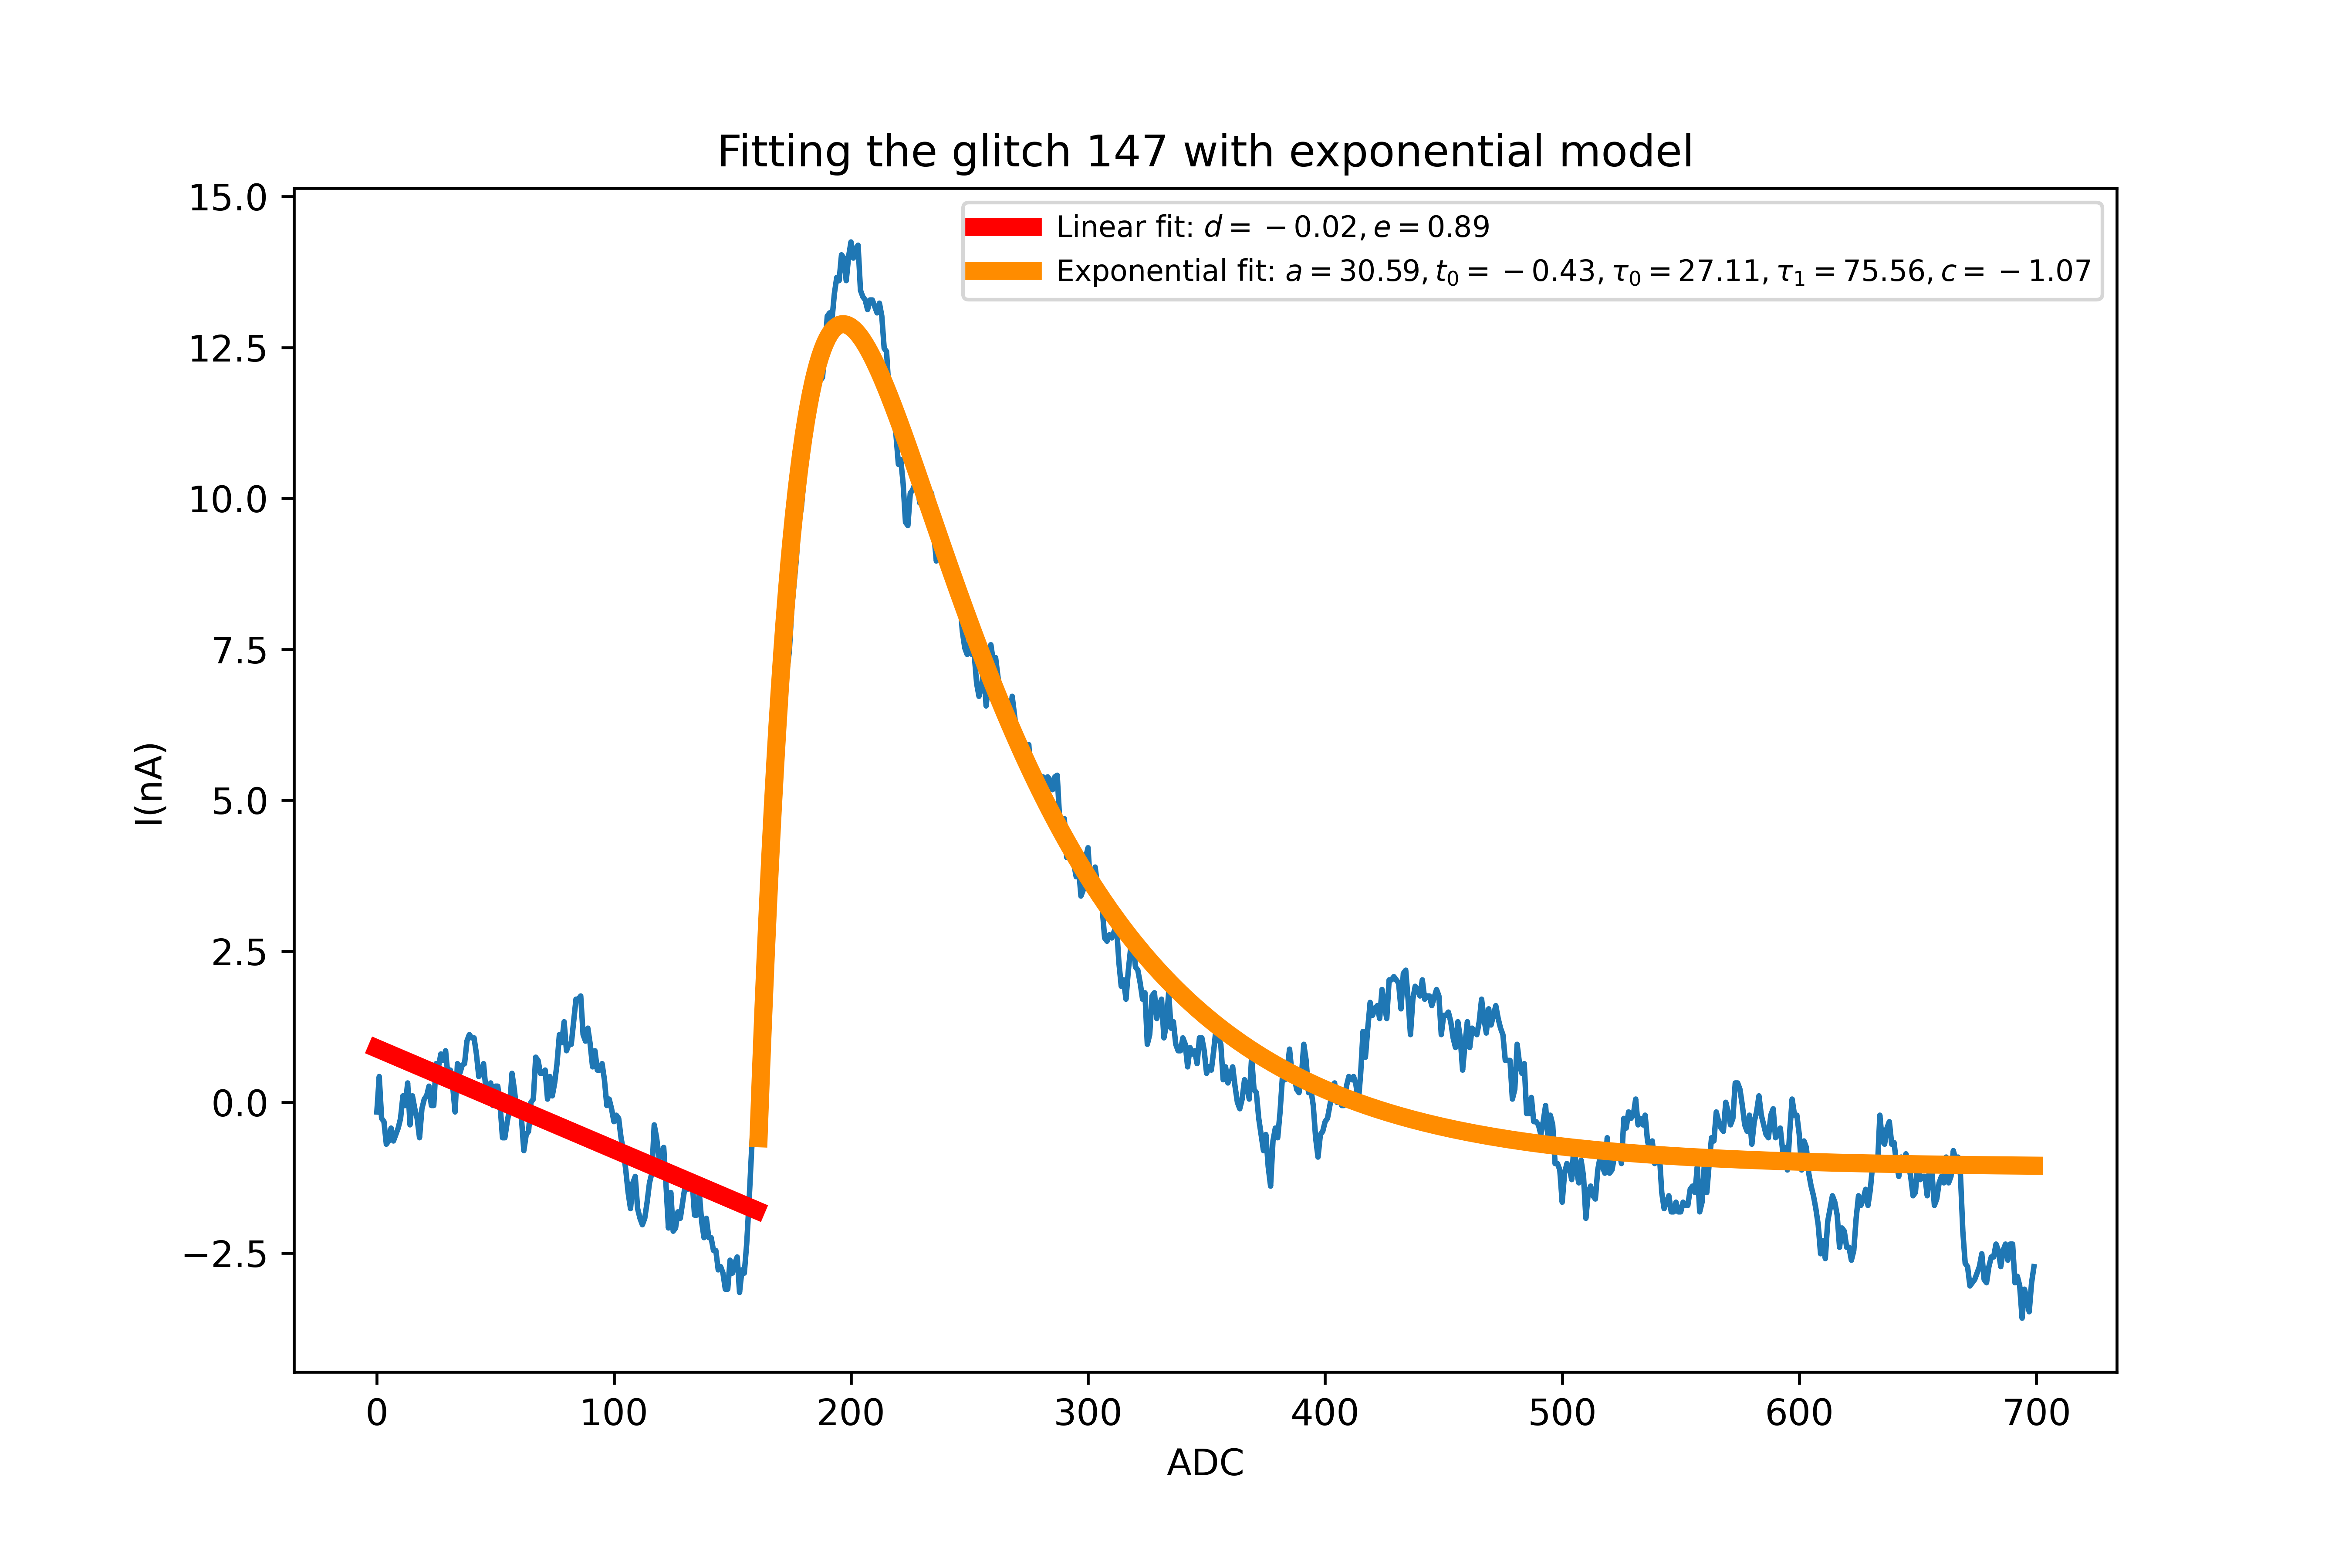 Fitting the glitch 147 with exponential model
15.0
12.5
10.0
7.5
5.0
2.5
0.0
−2.5
I(nA)
Linear fit: d = −0.02, e = 0.89
Exponential fit: a = 30.59, t₀ = −0.43, τ₀ = 27.11, τ₁ = 75.56, c = −1.07
0 100 200 300 400 500 600 700
ADC